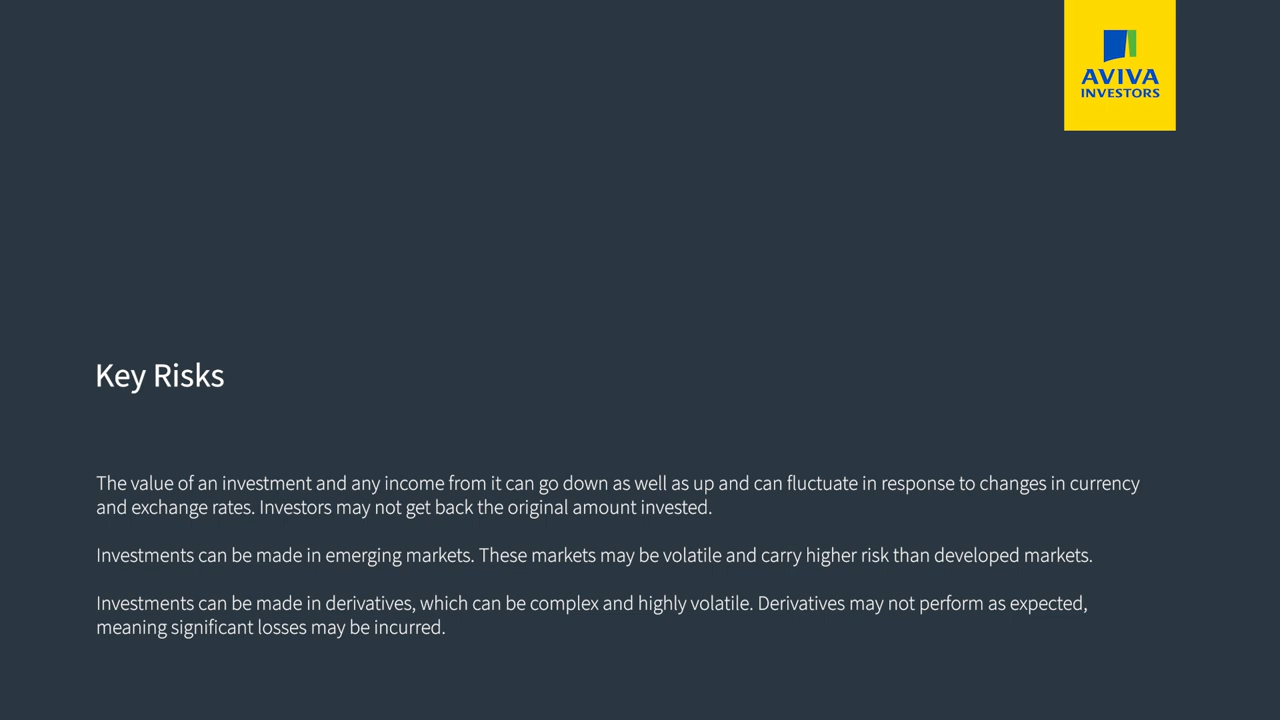 AVIVA
INVESTORS
Key Risks
The value of an investment and any income from it can go down as well as up and can fluctuate in response to changes in currency
and exchange rates. Investors may not get back the original amount invested.
Investments can be made in emerging markets. These markets may be volatile and carry higher risk than developed markets.
Investments can be made in derivatives, which can be complex and highly volatile. Derivatives may not perform as expected,
meaning significant losses may be incurred.